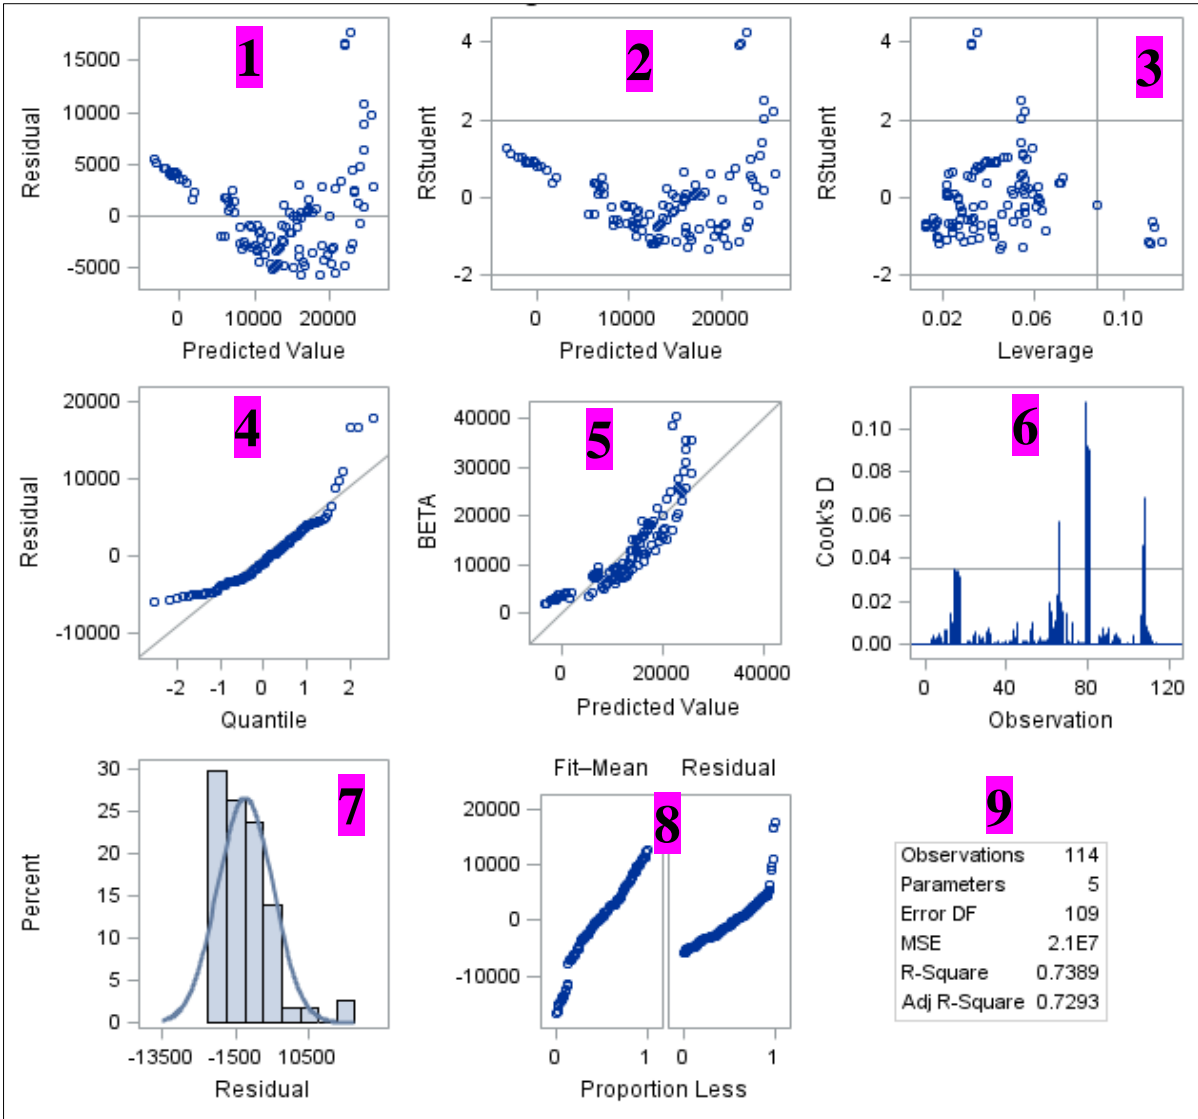 1
15000
10000
5000
0
-5000
Residual
0 10000 20000
Predicted Value
2
4
2
0
-2
RStudent
0 10000 20000
Predicted Value
3
4
2
0
-2
RStudent
0.02 0.06 0.10
Leverage
4
20000
10000
0
-10000
Residual
-2 -1 0 1 2
Quantile
5
40000
30000
20000
10000
0
BETA
0 20000 40000
Predicted Value
6
0.10
0.08
0.06
0.04
0.02
0.00
Cook's D
0 40 80 120
Observation
7
30
25
20
15
10
5
0
Percent
-13500 -1500 10500
Residual
Fit–Mean Residual
8
20000
10000
0
-10000
0 1 0 1
Proportion Less
9
Observations 114
Parameters 5
Error DF 109
MSE 2.1E7
R-Square 0.7389
Adj R-Square 0.7293